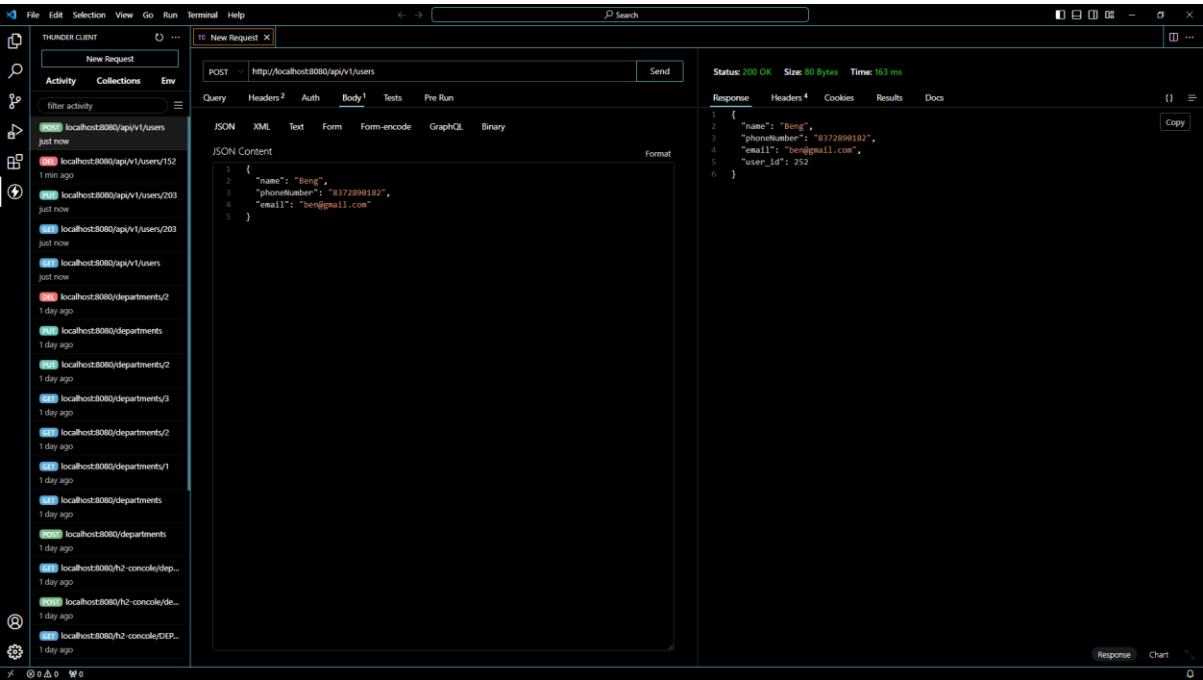 File Edit Selection View Go Run Terminal Help
Search
THUNDER CLIENT
New Request
Activity Collections Env
filter activity
POST localhost:8080/api/v1/users
just now
DEL localhost:8080/api/v1/users/152
1 min ago
PUT localhost:8080/api/v1/users/203
just now
GET localhost:8080/api/v1/users/203
just now
GET localhost:8080/api/v1/users
just now
DEL localhost:8080/departments/2
1 day ago
PUT localhost:8080/departments
1 day ago
PUT localhost:8080/departments/2
1 day ago
GET localhost:8080/departments/3
1 day ago
GET localhost:8080/departments/2
1 day ago
GET localhost:8080/departments/1
1 day ago
GET localhost:8080/departments
1 day ago
POST localhost:8080/departments
1 day ago
GET localhost:8080/h2-concole/dep...
1 day ago
POST localhost:8080/h2-concole/de...
1 day ago
GET localhost:8080/h2-concole/DEP...
1 day ago
TC New Request
POST http://localhost:8080/api/v1/users Send
Query Headers 2 Auth Body 1 Tests Pre Run
JSON XML Text Form Form-encode GraphQL Binary
JSON Content Format
1 {
2 "name": "Beng",
3 "phoneNumber": "8372890182",
4 "email": "ben@gmail.com"
5 }
Status: 200 OK Size: 80 Bytes Time: 163 ms
Response Headers 4 Cookies Results Docs {}
Copy
1 {
2 "name": "Beng",
3 "phoneNumber": "8372890182",
4 "email": "ben@gmail.com",
5 "user_id": 252
6 }
Response Chart
0 0 0